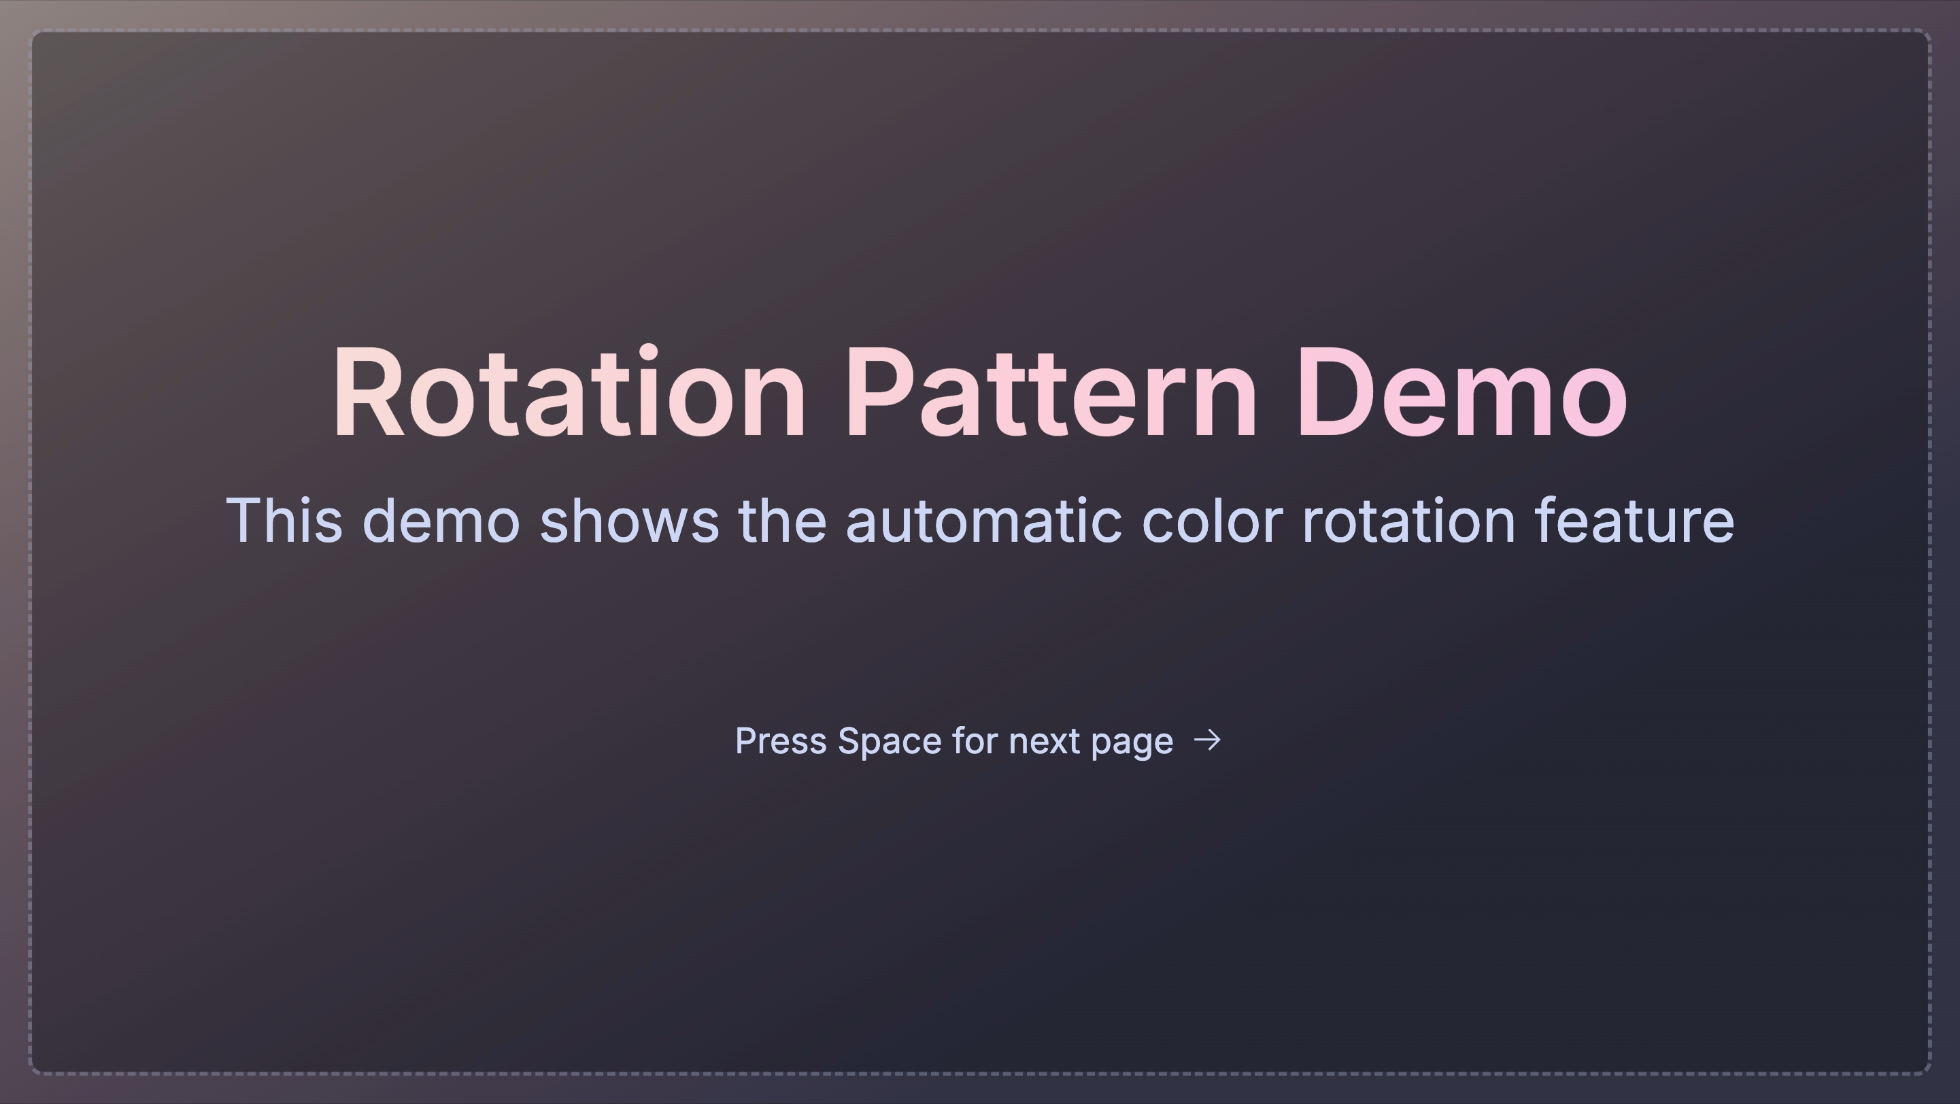 Rotation Pattern Demo
This demo shows the automatic color rotation feature
Press Space for next page →